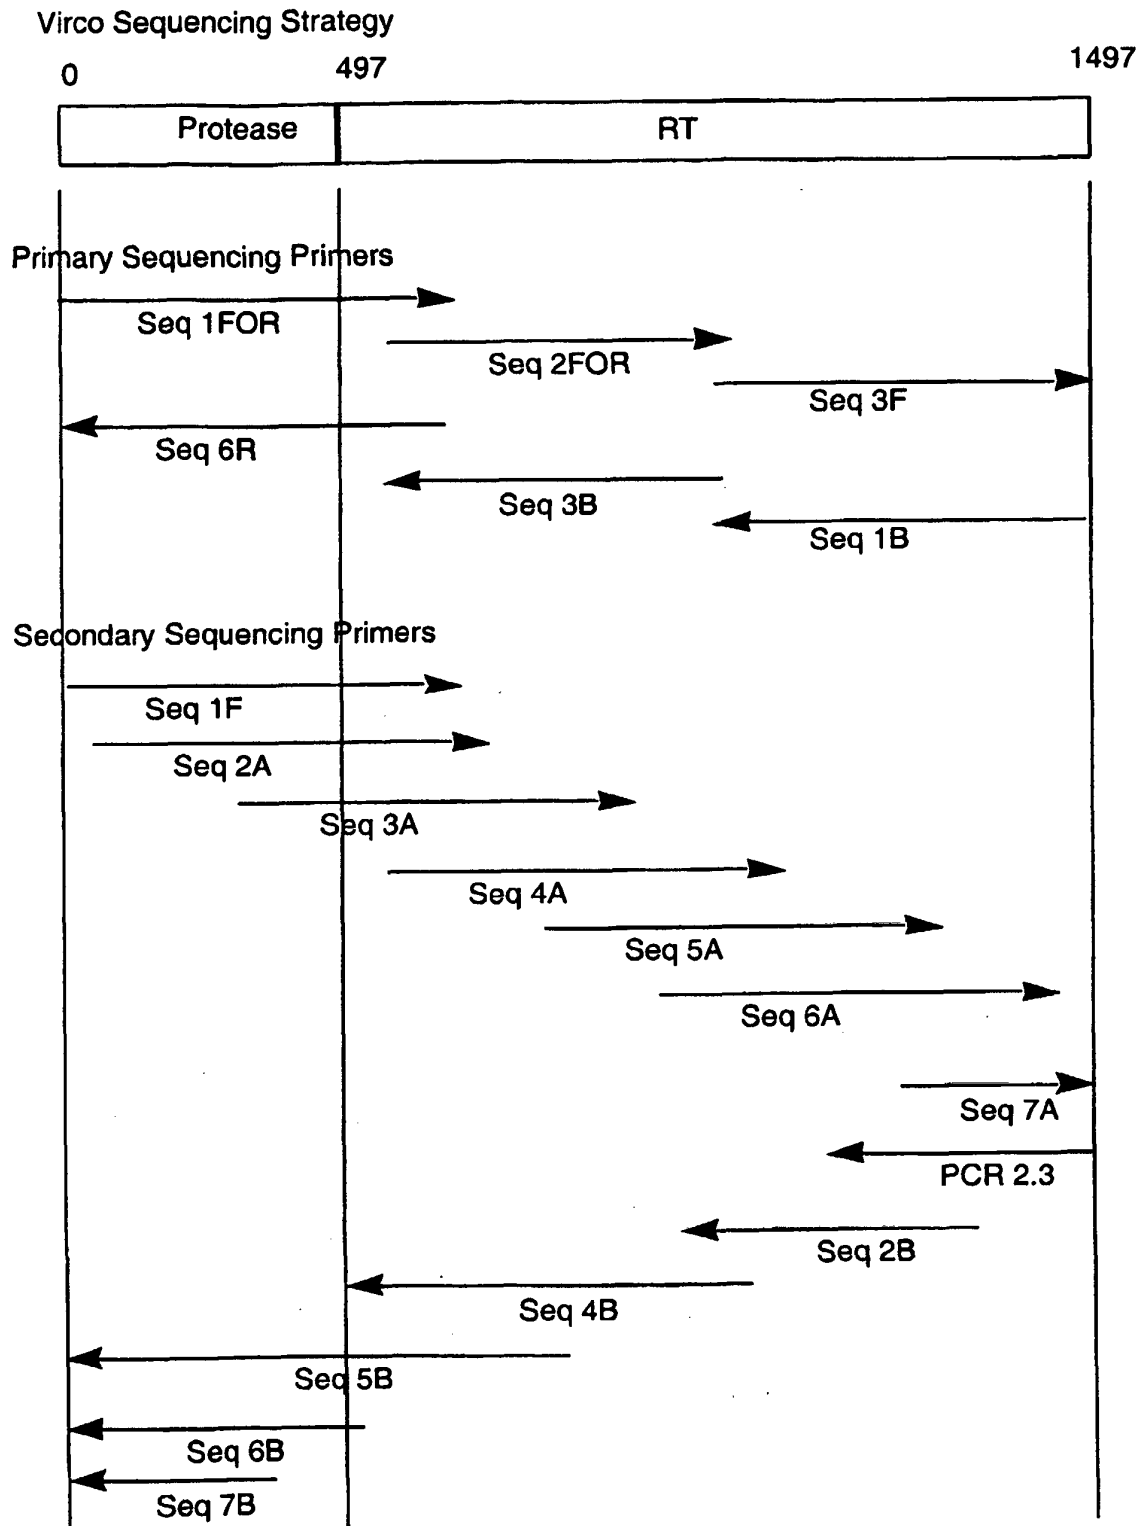 Virco Sequencing Strategy
0
497
1497
Protease
RT
Primary Sequencing Primers
Seq 1FOR
Seq 2FOR
Seq 3F
Seq 6R
Seq 3B
Seq 1B
Secondary Sequencing Primers
Seq 1F
Seq 2A
Seq 3A
Seq 4A
Seq 5A
Seq 6A
Seq 7A
PCR 2.3
Seq 2B
Seq 4B
Seq 5B
Seq 6B
Seq 7B